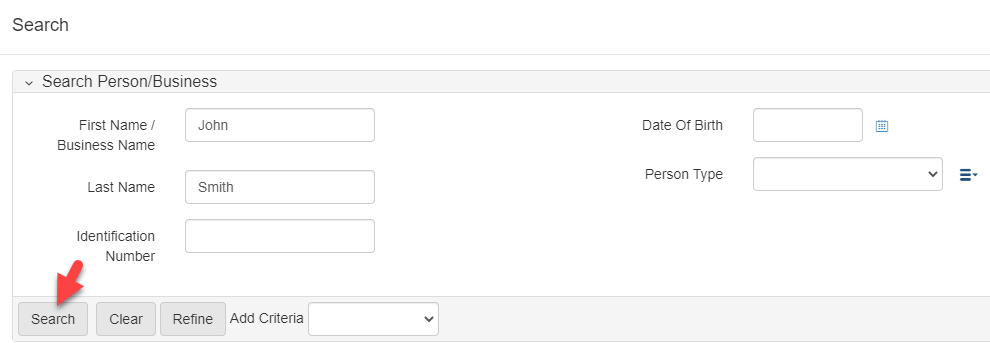 Search
Search Person/Business
First Name /
Business Name
John
Date Of Birth
Last Name
Smith
Person Type
Identification
Number
Search
Clear
Refine
Add Criteria